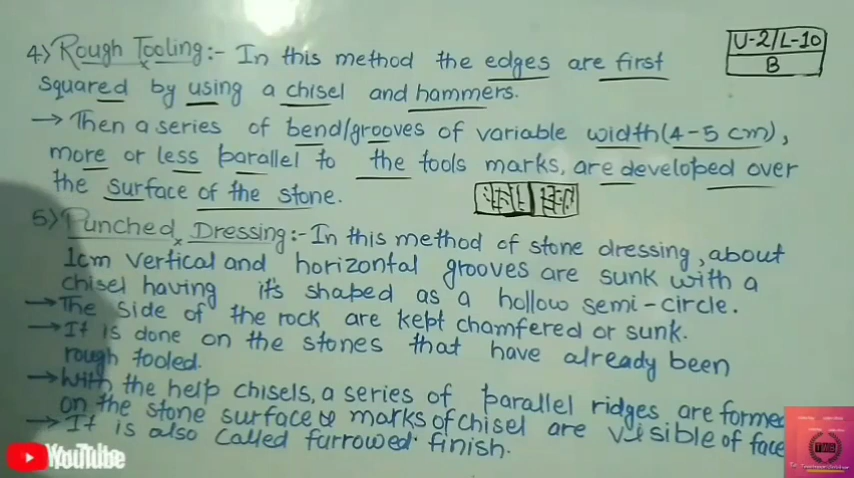 4) Rough Tooling:- In this method the edges are first
squared by using a chisel and hammers.
→ Then a series of bend/grooves of variable width(4-5 cm),
more or less parallel to the tools marks, are developed over
the surface of the stone.
U-2/L-10
B
5) Punched Dressing:- In this method of stone dressing, about
1cm vertical and horizontal grooves are sunk with a
chisel having it's shaped as a hollow semi-circle.
→ The side of the rock are kept chamfered or sunk.
→ It is done on the stones that have already been
rough tooled.
→ With the help chisels, a series of parallel ridges are formed
on the stone surface & marks of chisel are visible of face
→ It is also called furrowed finish.
YouTube
TWB